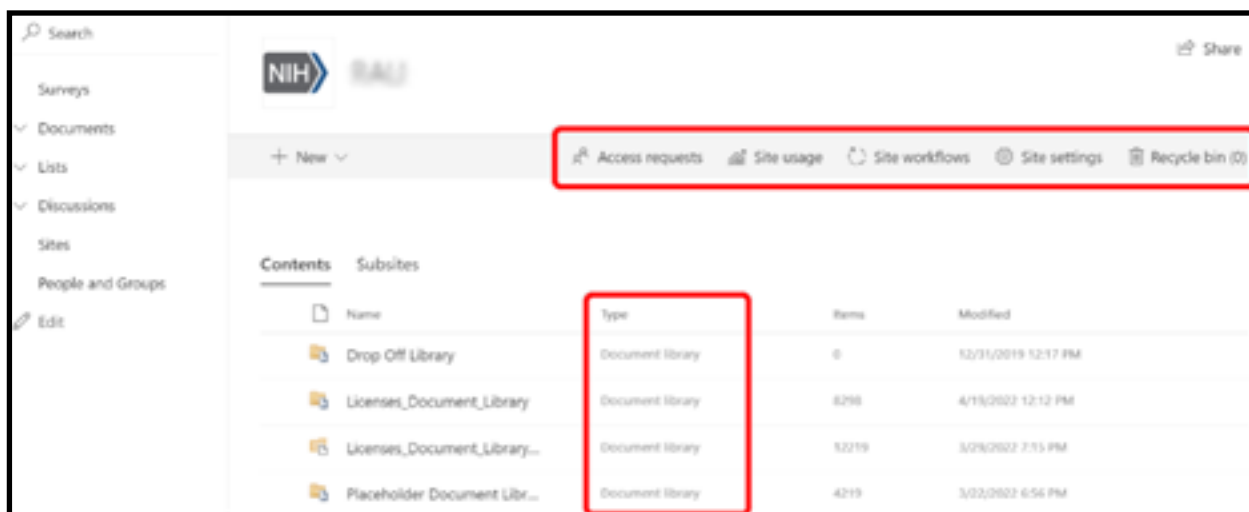 Search
Surveys
Documents
Lists
Discussions
Sites
People and Groups
Edit
NIH
Share
New
Access requests
Site usage
Site workflows
Site settings
Recycle bin (0)
Contents Subsites
Name Type Items Modified
Drop Off Library Document library 0 12/31/2019 12:17 PM
Licenses_Document_Library Document library 8298 4/19/2022 12:12 PM
Licenses_Document_Library... Document library 3/29/2022 7:15 PM
Placeholder Document Libr... Document library 4219 3/22/2022 6:56 PM